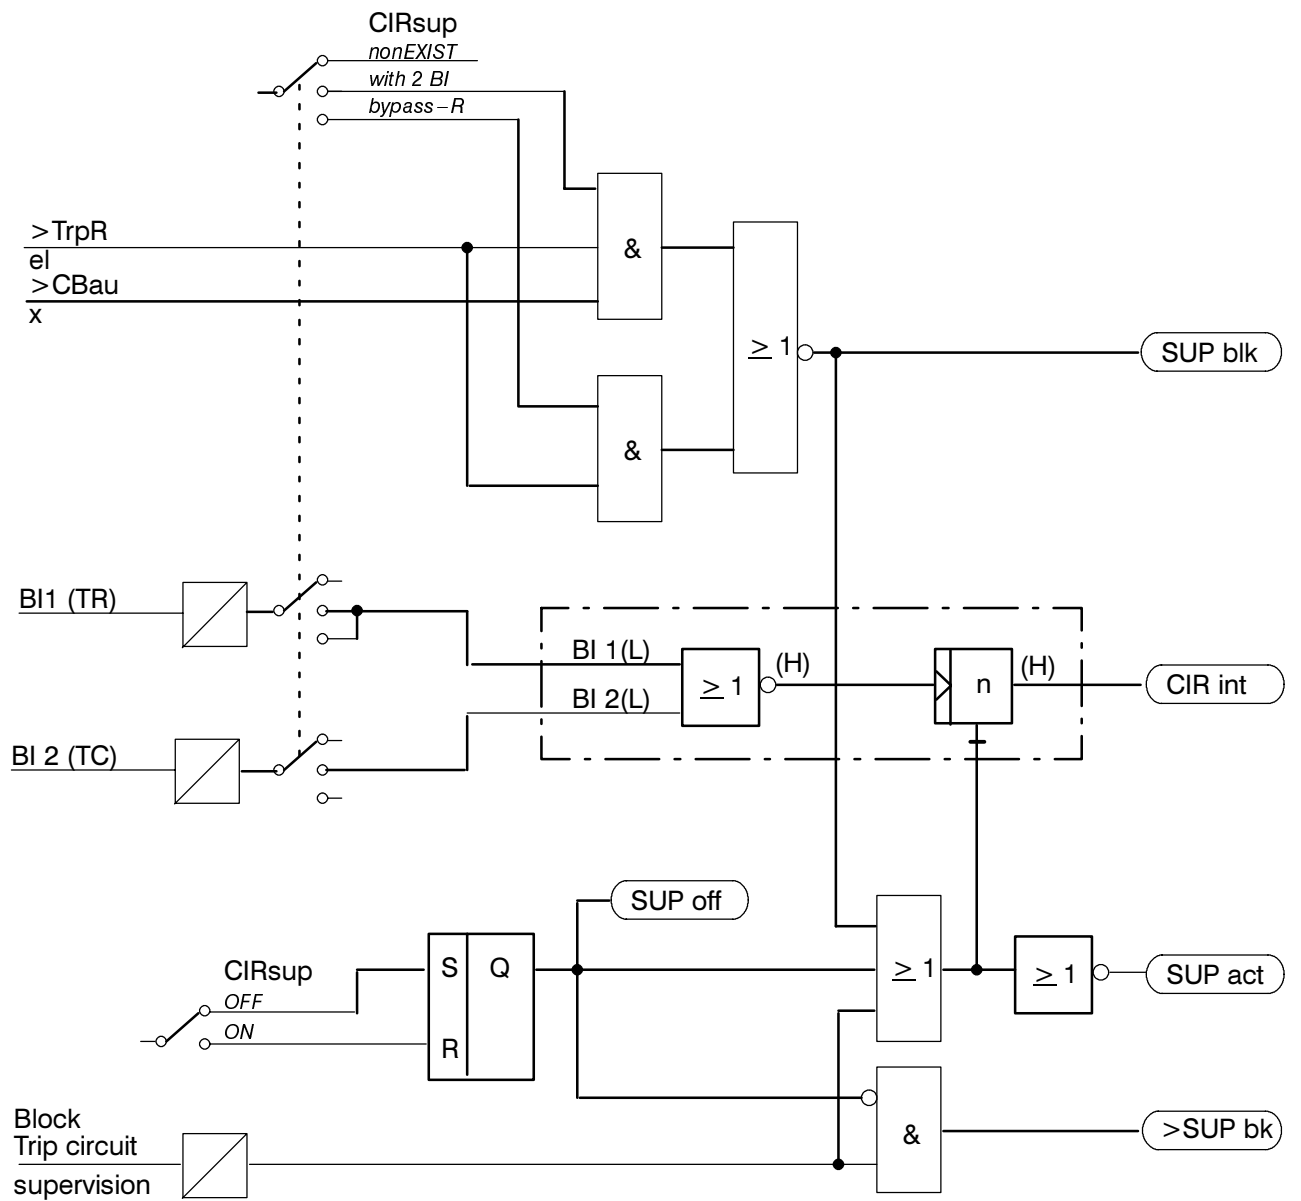 CIRsup
nonEXIST
with 2 BI
bypass–R
>TrpR
el
>CBau
x
&
≥ 1
SUP blk
&
BI1 (TR)
BI 1(L)
(H)
(H)
≥ 1
n
CIR int
BI 2(L)
BI 2 (TC)
SUP off
CIRsup
OFF
ON
S
Q
R
≥ 1
≥ 1
SUP act
Block
Trip circuit
supervision
&
>SUP bk